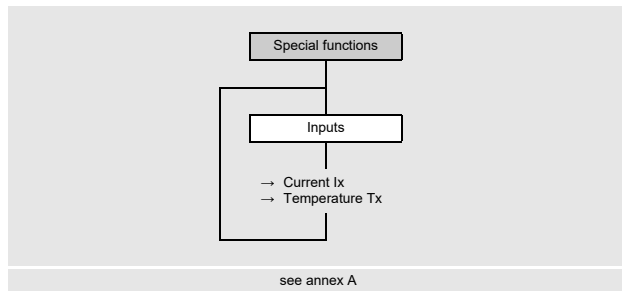 Special functions
Inputs
→ Current Ix
→ Temperature Tx
see annex A